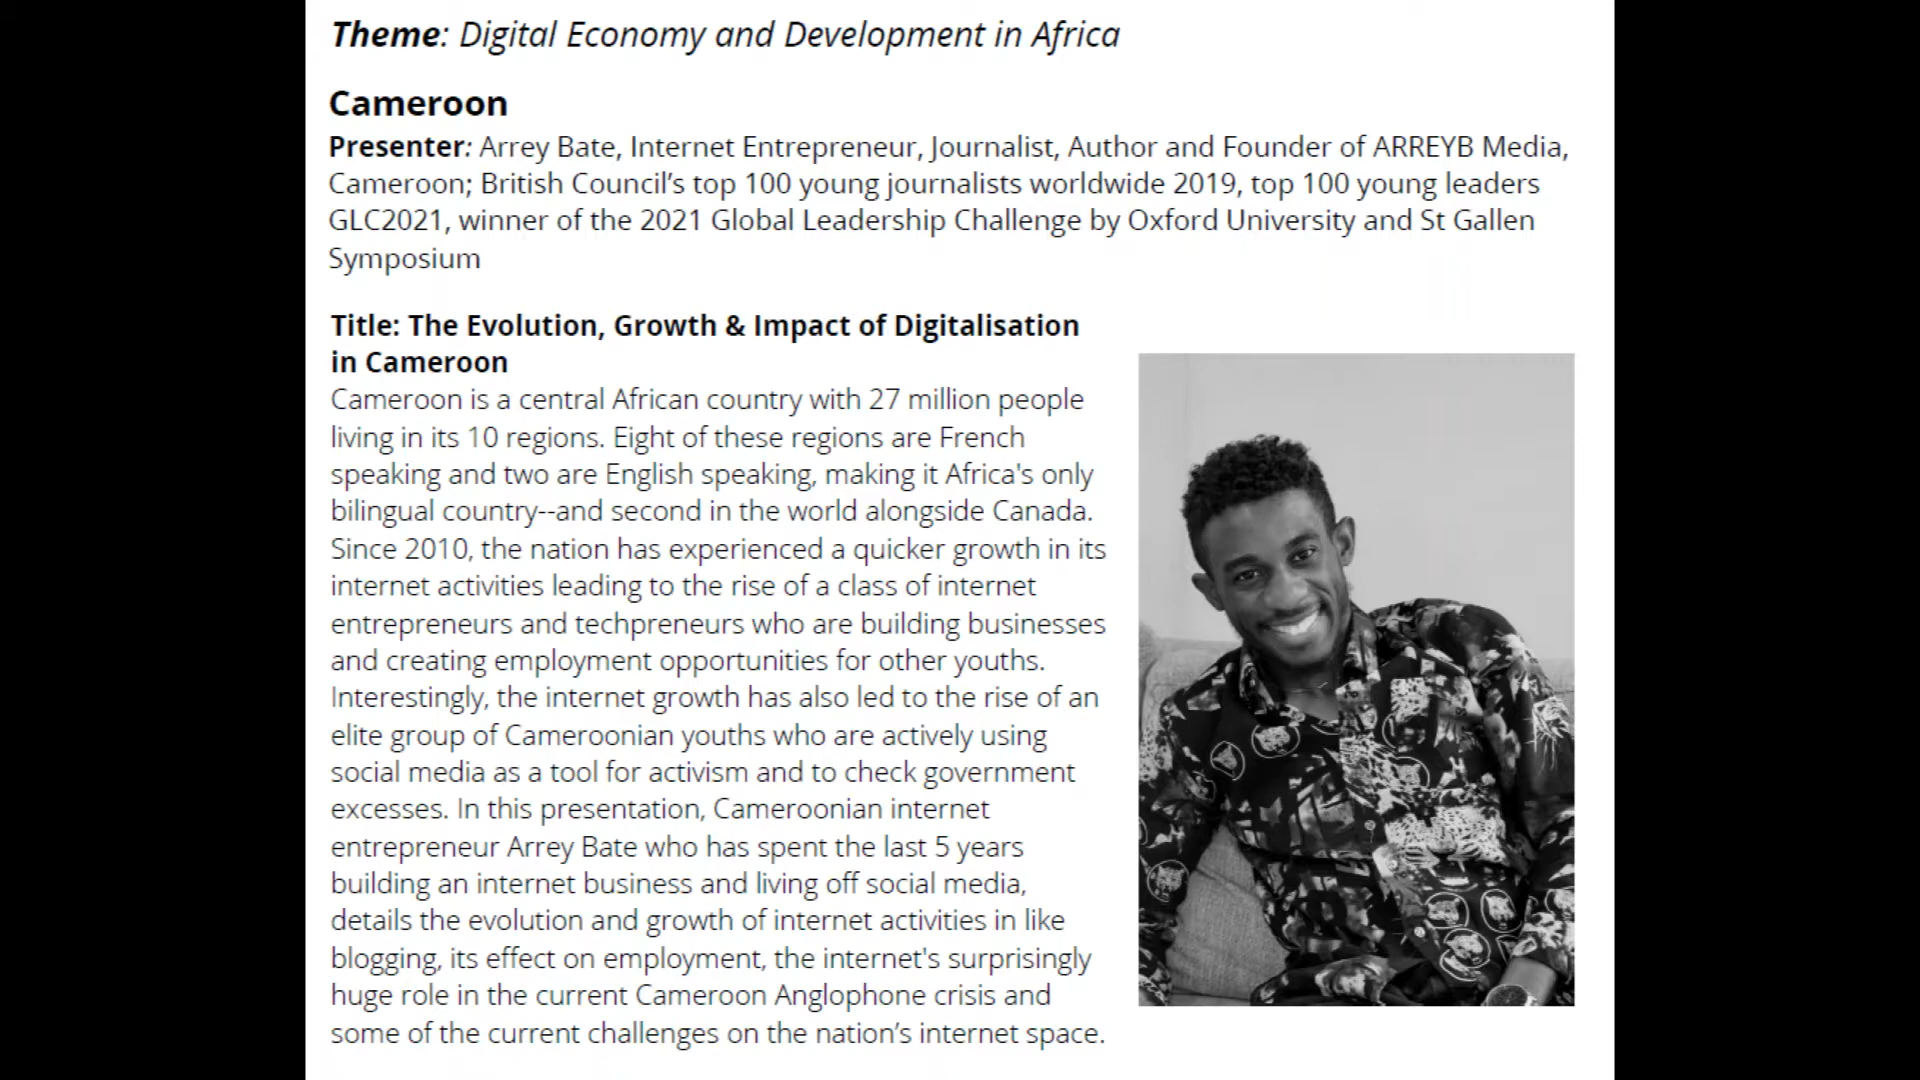 Theme: Digital Economy and Development in Africa
Cameroon
Presenter: Arrey Bate, Internet Entrepreneur, Journalist, Author and Founder of ARREYB Media,
Cameroon; British Council’s top 100 young journalists worldwide 2019, top 100 young leaders
GLC2021, winner of the 2021 Global Leadership Challenge by Oxford University and St Gallen
Symposium
Title: The Evolution, Growth & Impact of Digitalisation
in Cameroon
Cameroon is a central African country with 27 million people
living in its 10 regions. Eight of these regions are French
speaking and two are English speaking, making it Africa's only
bilingual country--and second in the world alongside Canada.
Since 2010, the nation has experienced a quicker growth in its
internet activities leading to the rise of a class of internet
entrepreneurs and techpreneurs who are building businesses
and creating employment opportunities for other youths.
Interestingly, the internet growth has also led to the rise of an
elite group of Cameroonian youths who are actively using
social media as a tool for activism and to check government
excesses. In this presentation, Cameroonian internet
entrepreneur Arrey Bate who has spent the last 5 years
building an internet business and living off social media,
details the evolution and growth of internet activities in like
blogging, its effect on employment, the internet's surprisingly
huge role in the current Cameroon Anglophone crisis and
some of the current challenges on the nation’s internet space.